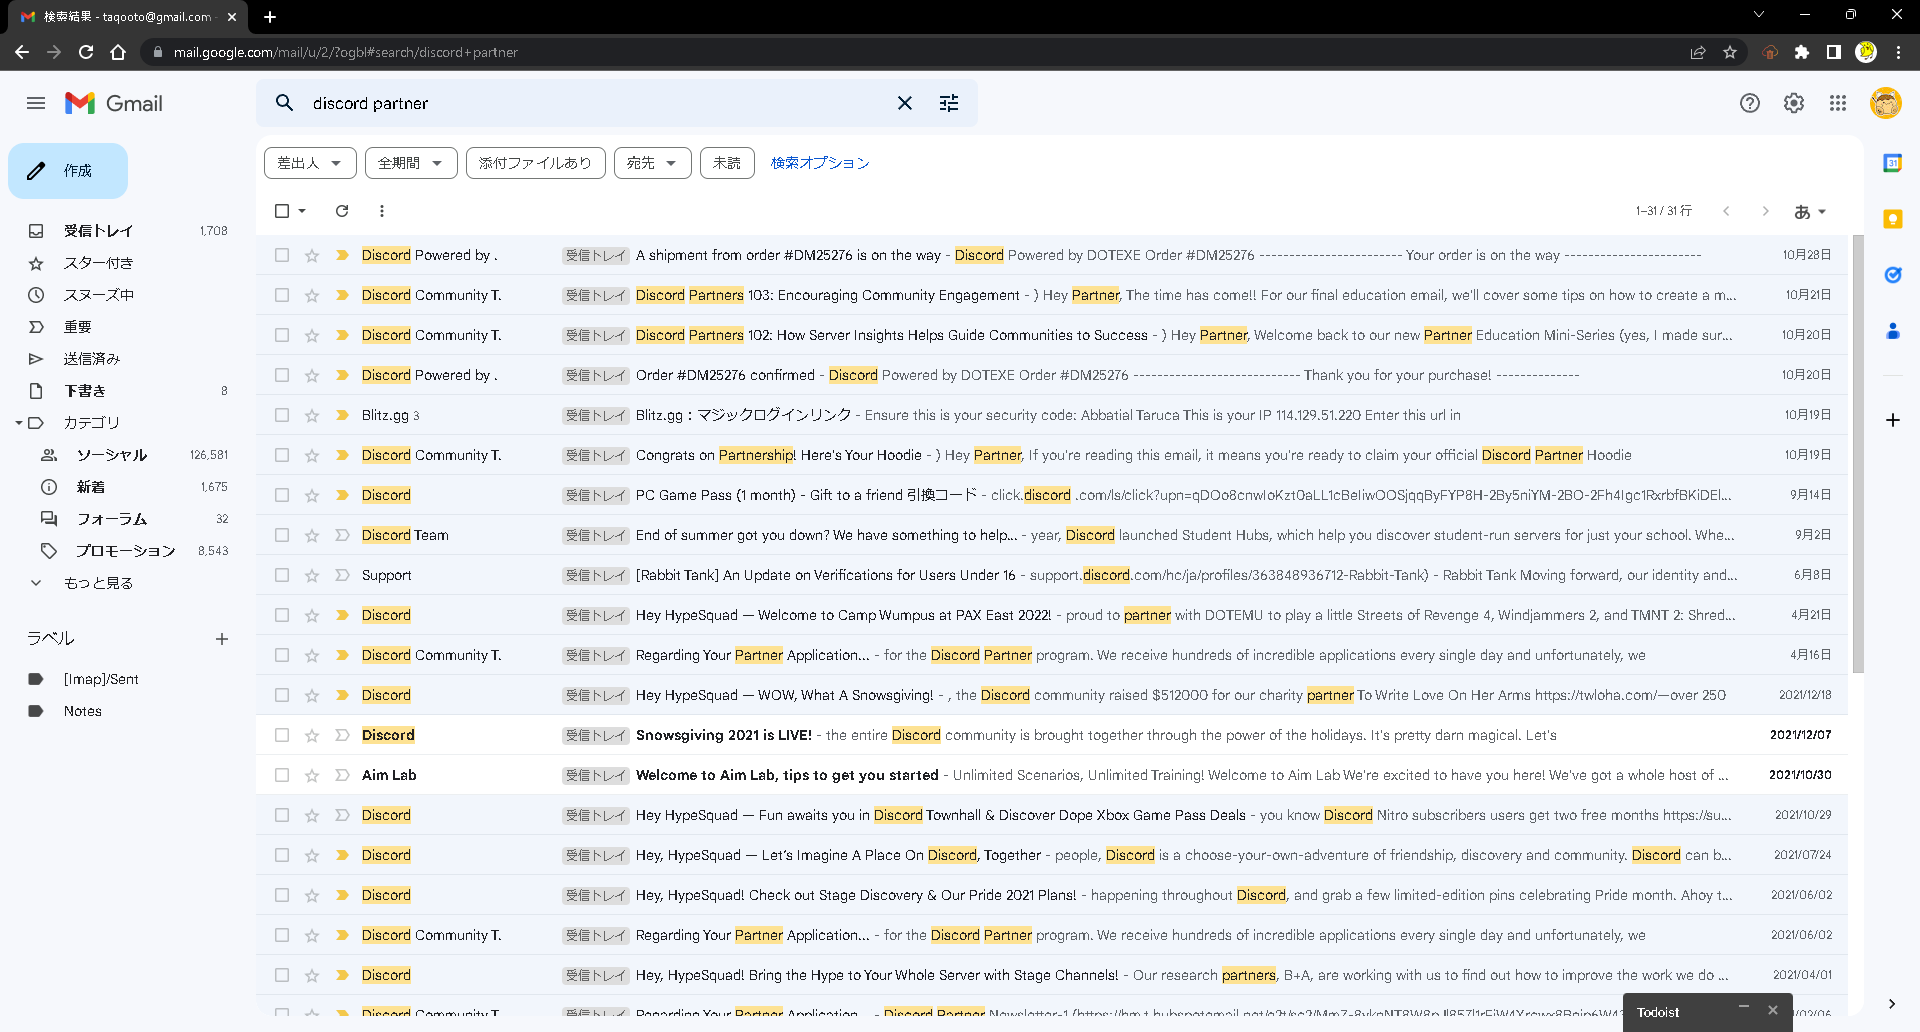 検索結果 - taqooto@gmail.com -
mail.google.com/mail/u/2/?ogbl#search/discord+partner
Gmail
discord partner
作成
差出人 全期間 添付ファイルあり 宛先 未読 検索オプション
1–31 / 31 行 あ
受信トレイ 1,708
スター付き
スヌーズ中
重要
送信済み
下書き 8
カテゴリ
ソーシャル 126,581
新着 1,675
フォーラム 32
プロモーション 8,543
もっと見る
ラベル
[Imap]/Sent
Notes
Discord Powered by . 受信トレイ A shipment from order #DM25276 is on the way - Discord Powered by DOTEXE Order #DM25276 ------------------------ Your order is on the way ----------------------- 10月28日
Discord Community T. 受信トレイ Discord Partners 103: Encouraging Community Engagement - } Hey Partner, The time has come!! For our final education email, we'll cover some tips on how to create a m... 10月21日
Discord Community T. 受信トレイ Discord Partners 102: How Server Insights Helps Guide Communities to Success - } Hey Partner, Welcome back to our new Partner Education Mini-Series (yes, I made sur... 10月20日
Discord Powered by . 受信トレイ Order #DM25276 confirmed - Discord Powered by DOTEXE Order #DM25276 ---------------------------- Thank you for your purchase! -------------- 10月20日
Blitz.gg 3 受信トレイ Blitz.gg：マジックログインリンク - Ensure this is your security code: Abbatial Taruca This is your IP 114.129.51.220 Enter this url in 10月19日
Discord Community T. 受信トレイ Congrats on Partnership! Here's Your Hoodie - } Hey Partner, If you're reading this email, it means you're ready to claim your official Discord Partner Hoodie 10月19日
Discord 受信トレイ PC Game Pass (1 month) - Gift to a friend 引換コード - click.discord .com/ls/click?upn=qDOo8cnwIoKzt0aLL1cBeIiwOOSjqqByFYP8H-2By5niYM-2BO-2Fh4Igc1RxrbfBKiDEl... 9月14日
Discord Team 受信トレイ End of summer got you down? We have something to help... - year, Discord launched Student Hubs, which help you discover student-run servers for just your school. Whe... 9月2日
Support 受信トレイ [Rabbit Tank] An Update on Verifications for Users Under 16 - support.discord.com/hc/ja/profiles/363848936712-Rabbit-Tank) - Rabbit Tank Moving forward, our identity and... 6月8日
Discord 受信トレイ Hey HypeSquad — Welcome to Camp Wumpus at PAX East 2022! - proud to partner with DOTEMU to play a little Streets of Revenge 4, Windjammers 2, and TMNT 2: Shred... 4月21日
Discord Community T. 受信トレイ Regarding Your Partner Application... - for the Discord Partner program. We receive hundreds of incredible applications every single day and unfortunately, we 4月16日
Discord 受信トレイ Hey HypeSquad — WOW, What A Snowsgiving! - , the Discord community raised $512000 for our charity partner To Write Love On Her Arms https://twloha.com/—over 250 2021/12/18
Discord 受信トレイ Snowsgiving 2021 is LIVE! - the entire Discord community is brought together through the power of the holidays. It's pretty darn magical. Let's 2021/12/07
Aim Lab 受信トレイ Welcome to Aim Lab, tips to get you started - Unlimited Scenarios, Unlimited Training! Welcome to Aim Lab We're excited to have you here! We've got a whole host of ... 2021/10/30
Discord 受信トレイ Hey HypeSquad — Fun awaits you in Discord Townhall & Discover Dope Xbox Game Pass Deals - you know Discord Nitro subscribers users get two free months https://su... 2021/10/29
Discord 受信トレイ Hey, HypeSquad — Let's Imagine A Place On Discord, Together - people, Discord is a choose-your-own-adventure of friendship, discovery and community. Discord can b... 2021/07/24
Discord 受信トレイ Hey, HypeSquad! Check out Stage Discovery & Our Pride 2021 Plans! - happening throughout Discord, and grab a few limited-edition pins celebrating Pride month. Ahoy t... 2021/06/02
Discord Community T. 受信トレイ Regarding Your Partner Application... - for the Discord Partner program. We receive hundreds of incredible applications every single day and unfortunately, we 2021/06/02
Discord 受信トレイ Hey, HypeSquad! Bring the Hype to Your Whole Server with Stage Channels! - Our research partners, B+A, are working with us to find out how to improve the work we do ... 2021/04/01
Discord Community T. 受信トレイ Regarding Your Partner Application... - Discord Partner Newsletter-1
Todoist